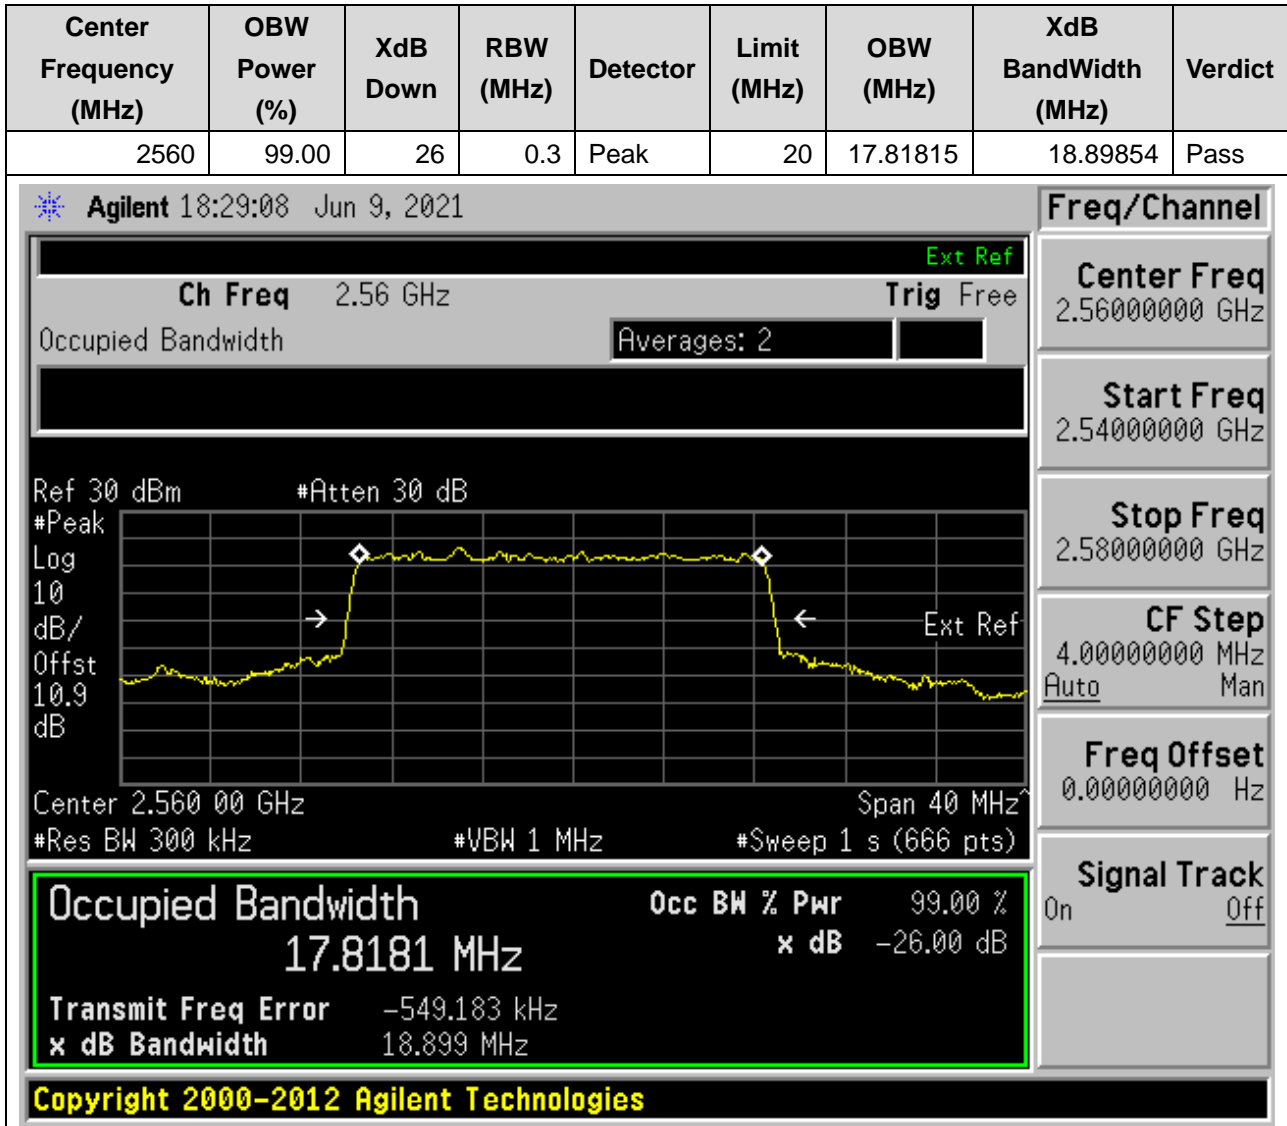 Center Frequency (MHz) OBW Power (%) XdB Down RBW (MHz) Detector Limit (MHz) OBW (MHz) XdB BandWidth (MHz) Verdict
2560 99.00 26 0.3 Peak 20 17.81815 18.89854 Pass
Agilent 18:29:08 Jun 9, 2021
Freq/Channel
Ext Ref
Ch Freq 2.56 GHz Trig Free
Occupied Bandwidth Averages: 2
Center Freq
2.56000000 GHz
Start Freq
2.54000000 GHz
Stop Freq
2.58000000 GHz
CF Step
4.00000000 MHz
Auto Man
Freq Offset
0.00000000 Hz
Signal Track
On Off
Ref 30 dBm #Atten 30 dB
#Peak
Log
10
dB/
Offst
10.9
dB
Ext Ref
Center 2.560 00 GHz Span 40 MHz^
#Res BW 300 kHz #VBW 1 MHz #Sweep 1 s (666 pts)
Occupied Bandwidth Occ BW % Pwr 99.00 %
17.8181 MHz x dB -26.00 dB
Transmit Freq Error -549.183 kHz
x dB Bandwidth 18.899 MHz
Copyright 2000-2012 Agilent Technologies